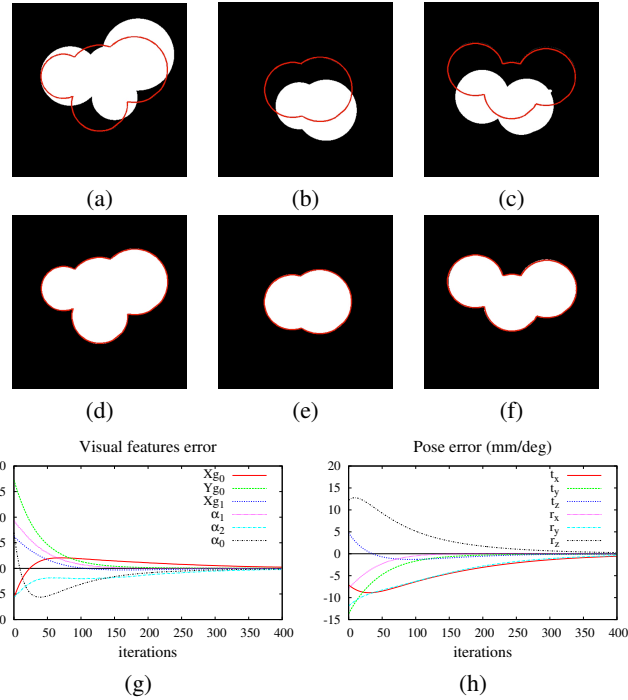 (a) (b) (c)
(d) (e) (f)
Visual features error
Xg0
Yg0
Xg1
α1
α2
α0
0 50 100 150 200 250 300 350 400
iterations
(g)
Pose error (mm/deg)
20
15
10
5
0
-5
-10
-15
tx
ty
tz
rx
ry
rz
0 50 100 150 200 250 300 350 400
iterations
(h)